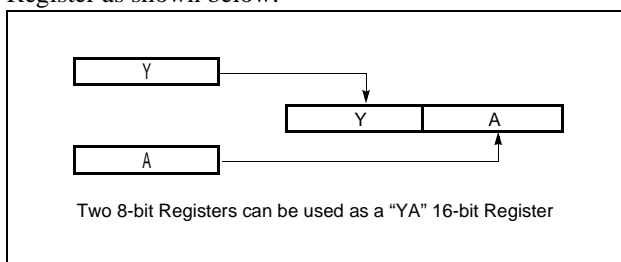 Register as shown below.
Y
Y A
A
Two 8-bit Registers can be used as a “YA” 16-bit Register